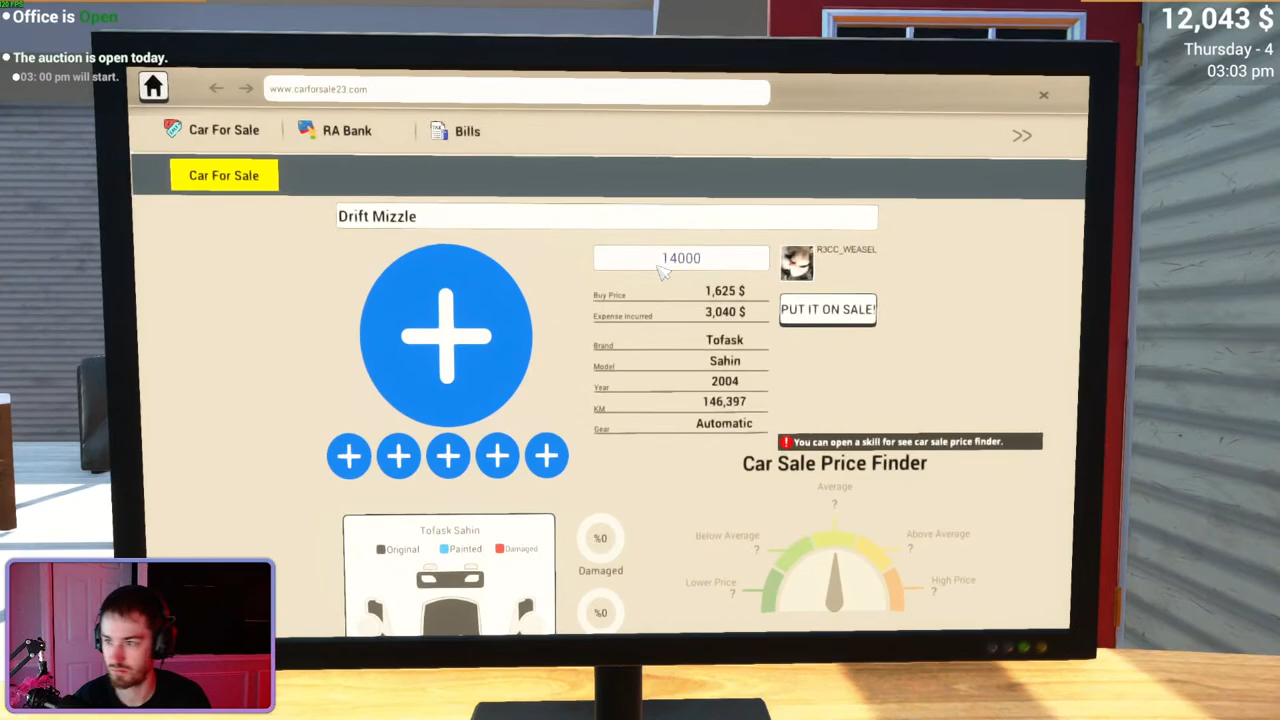 120 FPS
Office is Open
12,043 $
Thursday - 4
03:03 pm
The auction is open today.
03: 00 pm will start.
www.carforsale23.com
Car For Sale
RA Bank
Bills
>>
Car For Sale
Drift Mizzle
14000
R3CC_WEASEL
Buy Price 1,625 $
PUT IT ON SALE!
Expense Incurred 3,040 $
Brand Tofask
Model Sahin
Year 2004
KM 146,397
Gear Automatic
You can open a skill for see car sale price finder.
Car Sale Price Finder
Average
?
Below Average
?
Above Average
?
Lower Price
?
High Price
?
Tofask Sahin
Original Painted Damaged
%0
Damaged
%0